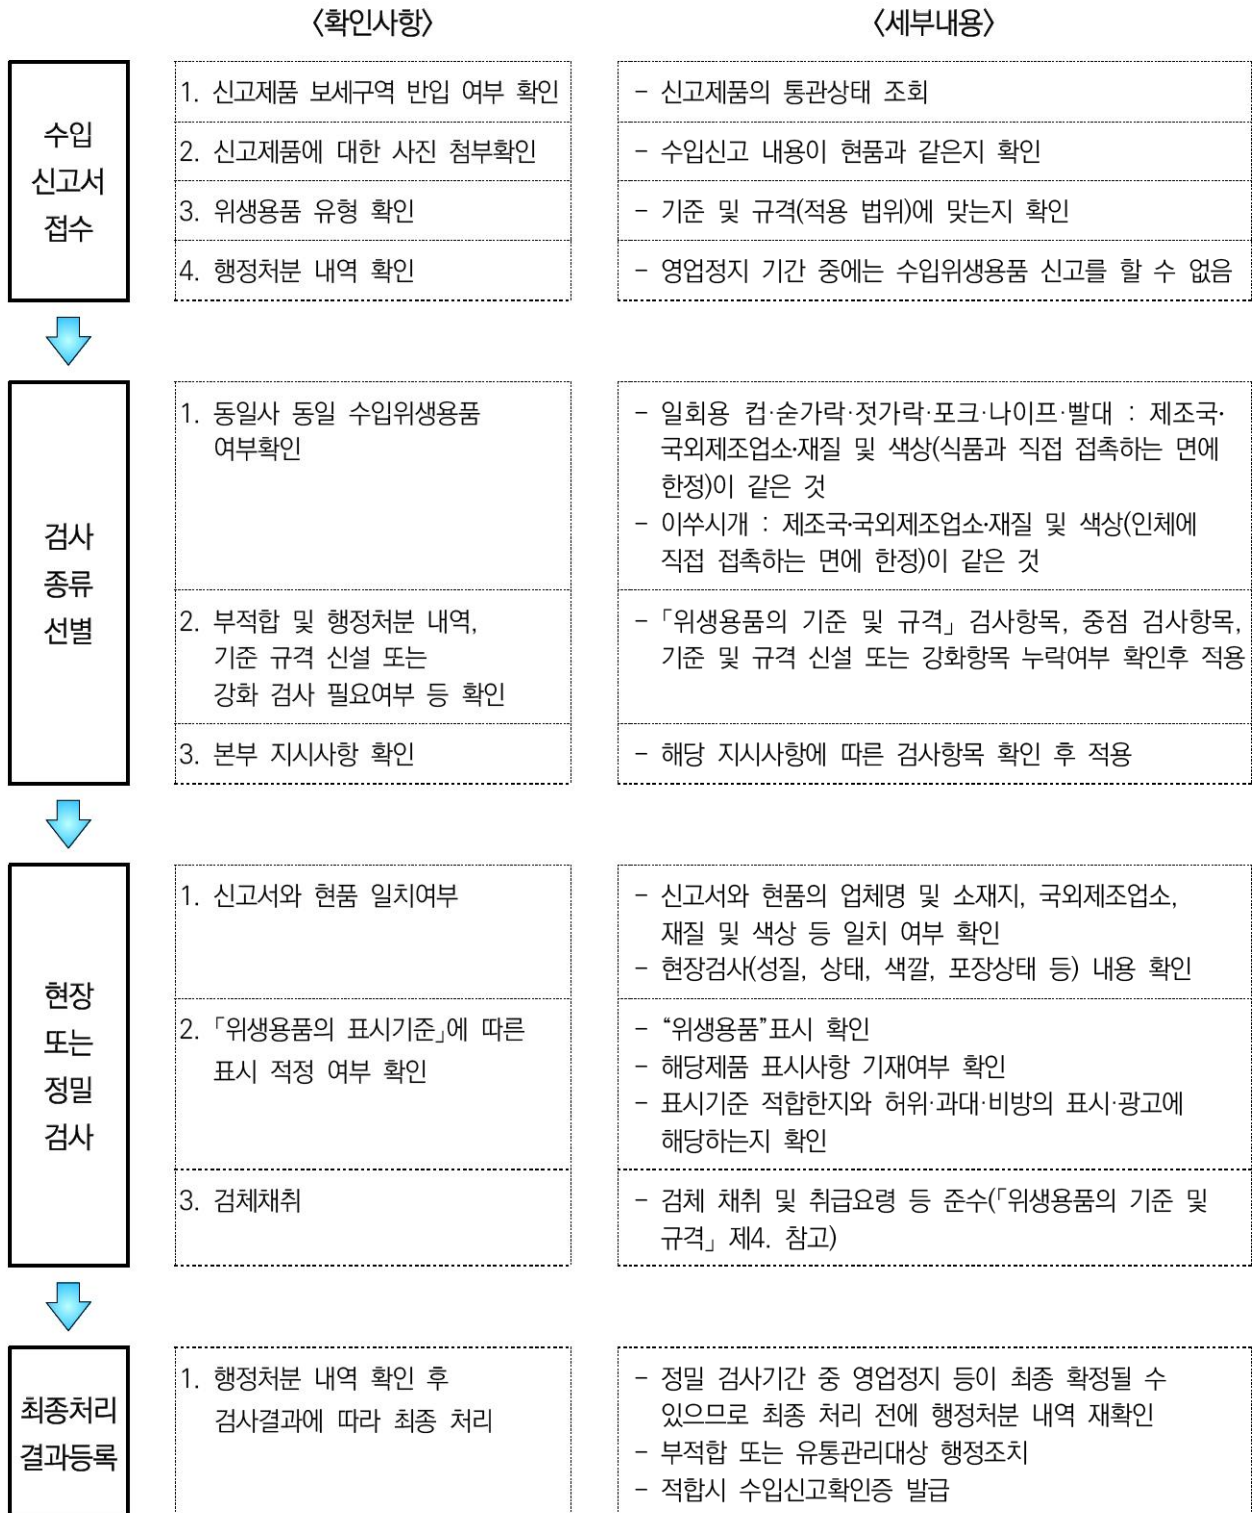 〈확인사항〉
〈세부내용〉
수입
신고서
접수
1. 신고제품 보세구역 반입 여부 확인
- 신고제품의 통관상태 조회
2. 신고제품에 대한 사진 첨부확인
- 수입신고 내용이 현품과 같은지 확인
3. 위생용품 유형 확인
- 기준 및 규격(적용 범위)에 맞는지 확인
4. 행정처분 내역 확인
- 영업정지 기간 중에는 수입위생용품 신고를 할 수 없음
검사
종류
선별
1. 동일사 동일 수입위생용품
여부확인
- 일회용 컵·숟가락·젓가락·포크·나이프·빨대 : 제조국·
국외제조업소·재질 및 색상(식품과 직접 접촉하는 면에
한정)이 같은 것
- 이쑤시개 : 제조국·국외제조업소·재질 및 색상(인체에
직접 접촉하는 면에 한정)이 같은 것
2. 부적합 및 행정처분 내역,
기준 규격 신설 또는
강화 검사 필요여부 등 확인
- 「위생용품의 기준 및 규격」 검사항목, 중점 검사항목,
기준 및 규격 신설 또는 강화항목 누락여부 확인후 적용
3. 본부 지시사항 확인
- 해당 지시사항에 따른 검사항목 확인 후 적용
현장
또는
정밀
검사
1. 신고서와 현품 일치여부
- 신고서와 현품의 업체명 및 소재지, 국외제조업소,
재질 및 색상 등 일치 여부 확인
- 현장검사(성질, 상태, 색깔, 포장상태 등) 내용 확인
2. 「위생용품의 표시기준」에 따른
표시 적정 여부 확인
- “위생용품”표시 확인
- 해당제품 표시사항 기재여부 확인
- 표시기준 적합한지와 허위·과대·비방의 표시·광고에
해당하는지 확인
3. 검체채취
- 검체 채취 및 취급요령 등 준수(「위생용품의 기준 및
규격」 제4. 참고)
최종처리
결과등록
1. 행정처분 내역 확인 후
검사결과에 따라 최종 처리
- 정밀 검사기간 중 영업정지 등이 최종 확정될 수
있으므로 최종 처리 전에 행정처분 내역 재확인
- 부적합 또는 유통관리대상 행정조치
- 적합시 수입신고확인증 발급